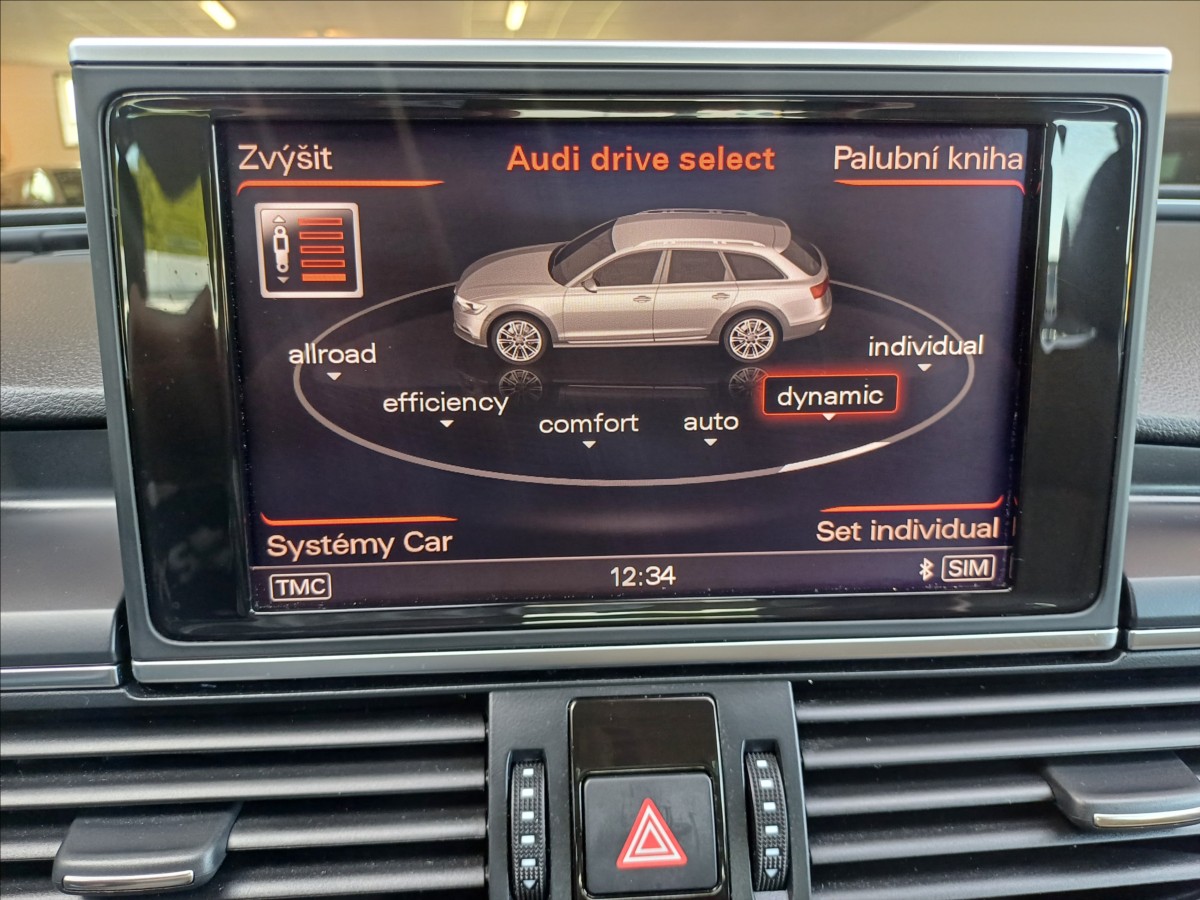 Zvýšit
Audi drive select
Palubní kniha
allroad
efficiency
comfort
auto
dynamic
individual
Systémy Car
Set individual
TMC
12:34
SIM